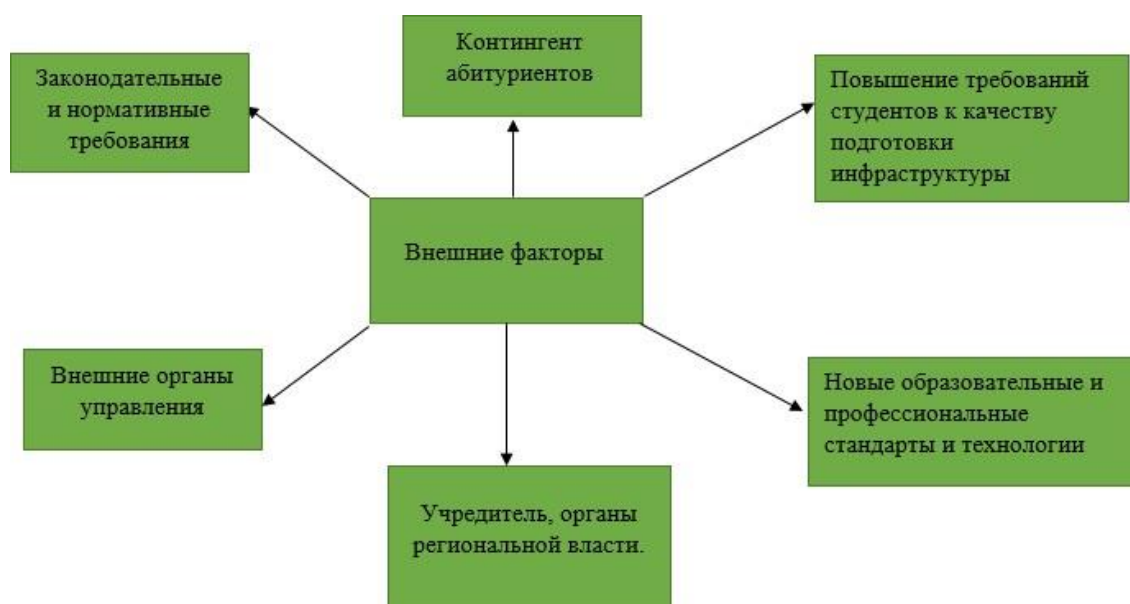 Контингент
абитуриентов
Законодательные
и нормативные
требования
Повышение требований
студентов к качеству
подготовки
инфраструктуры
Внешние факторы
Внешние органы
управления
Новые образовательные и
профессиональные
стандарты и технологии
Учредитель, органы
региональной власти.